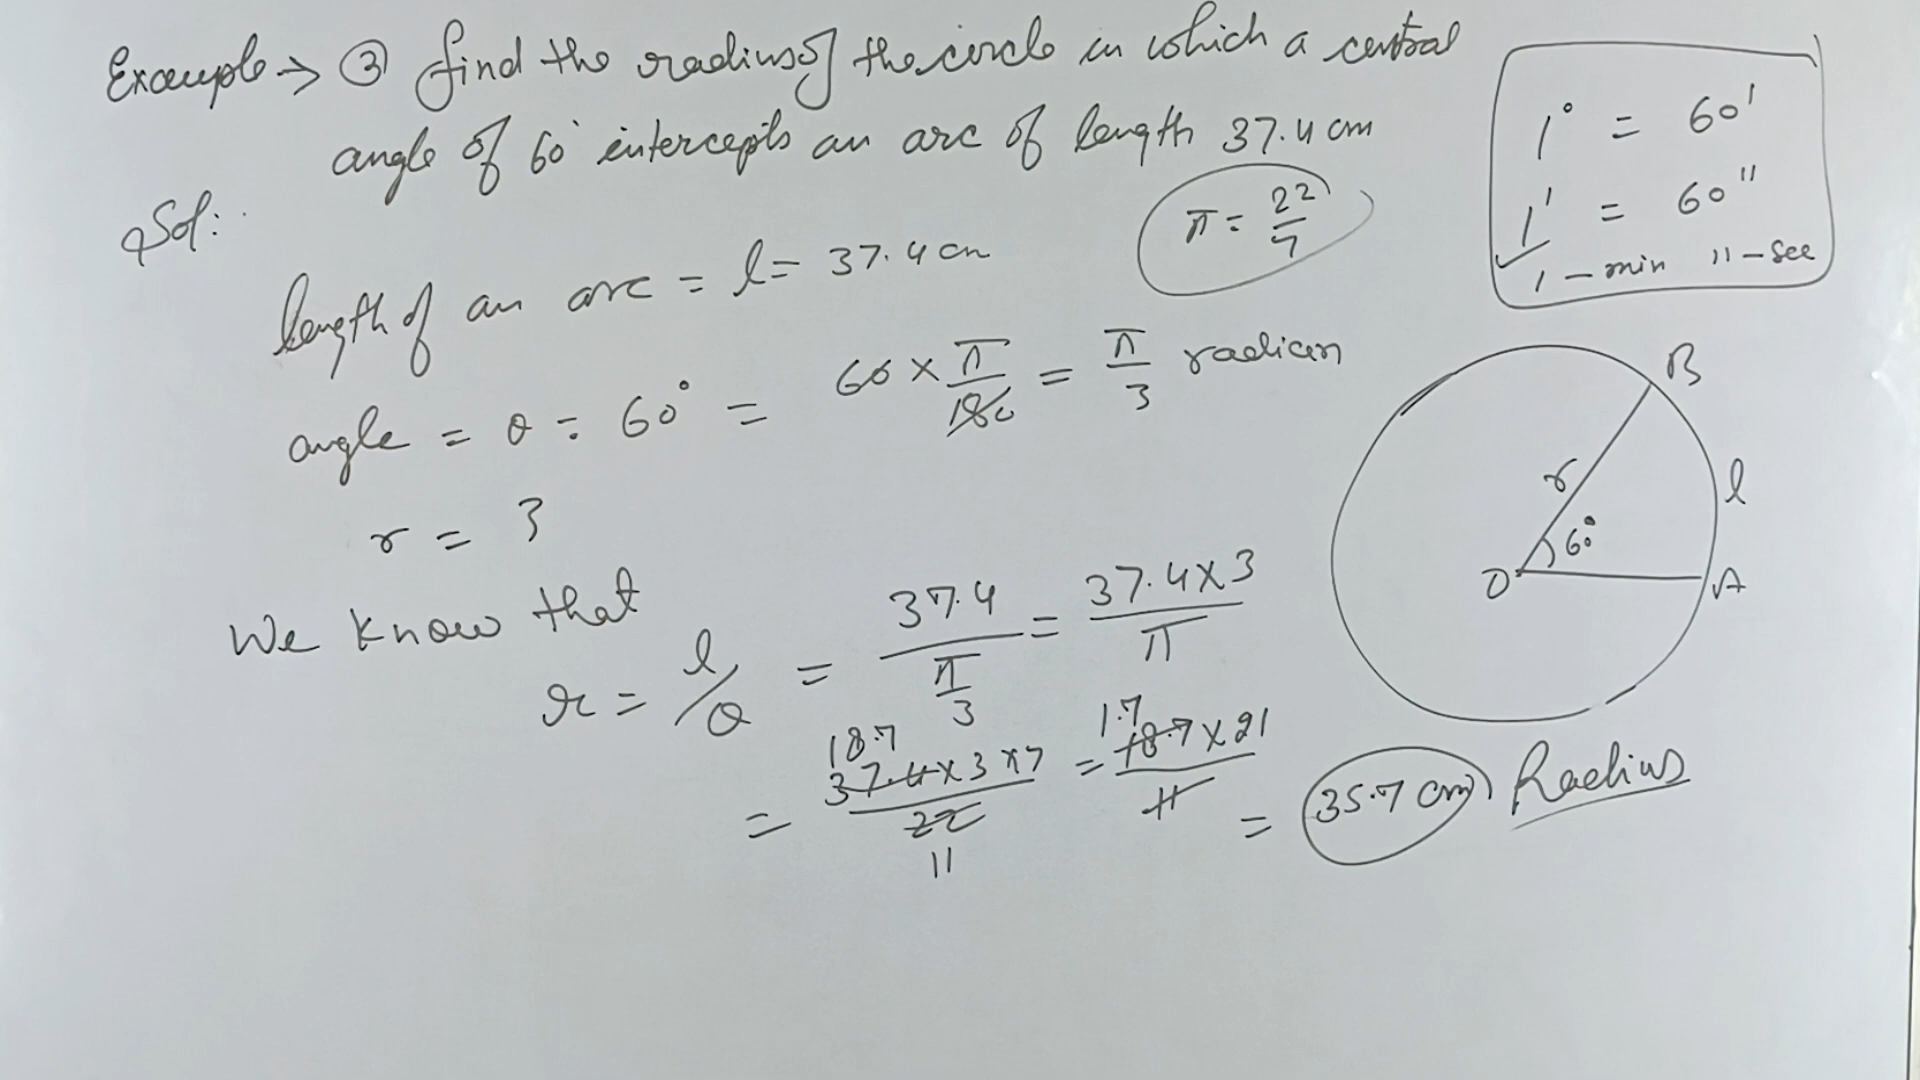 Example → ③ find the radius of the circle in which a central
angle of 60° intercepts an arc of length 37.4 cm
Sol:
π = 22/7
1° = 60'
1' = 60"
' – min " – sec
length of an arc = l = 37.4 cm
angle = θ = 60° = 60 × π/180 = π/3 radian
r = ?
We know that
r = l/θ = 37.4/(π/3) = 37.4×3/π
= 37.4×3×7/22 = 18.7×21/11 = 35.7 cm Radius
18.7
11
1.7
B
r
l
60°
O
A